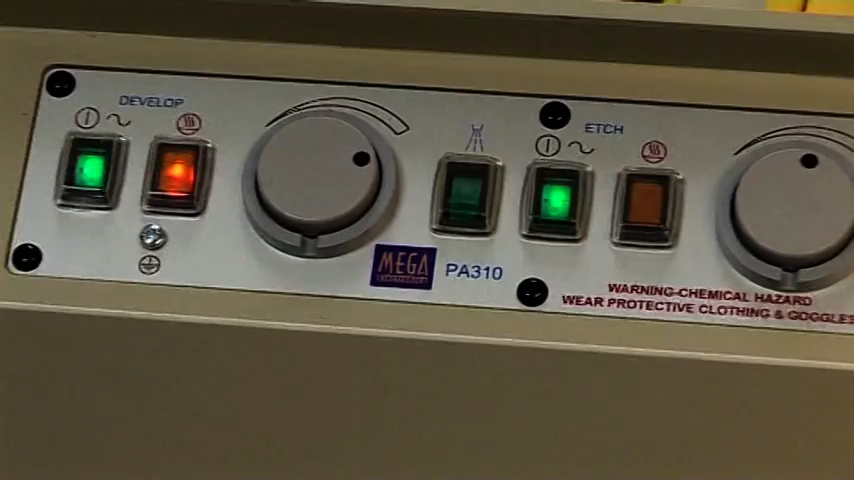 DEVELOP
ETCH
MEGA
PA310
WARNING-CHEMICAL HAZARD
WEAR PROTECTIVE CLOTHING & GOGGLES